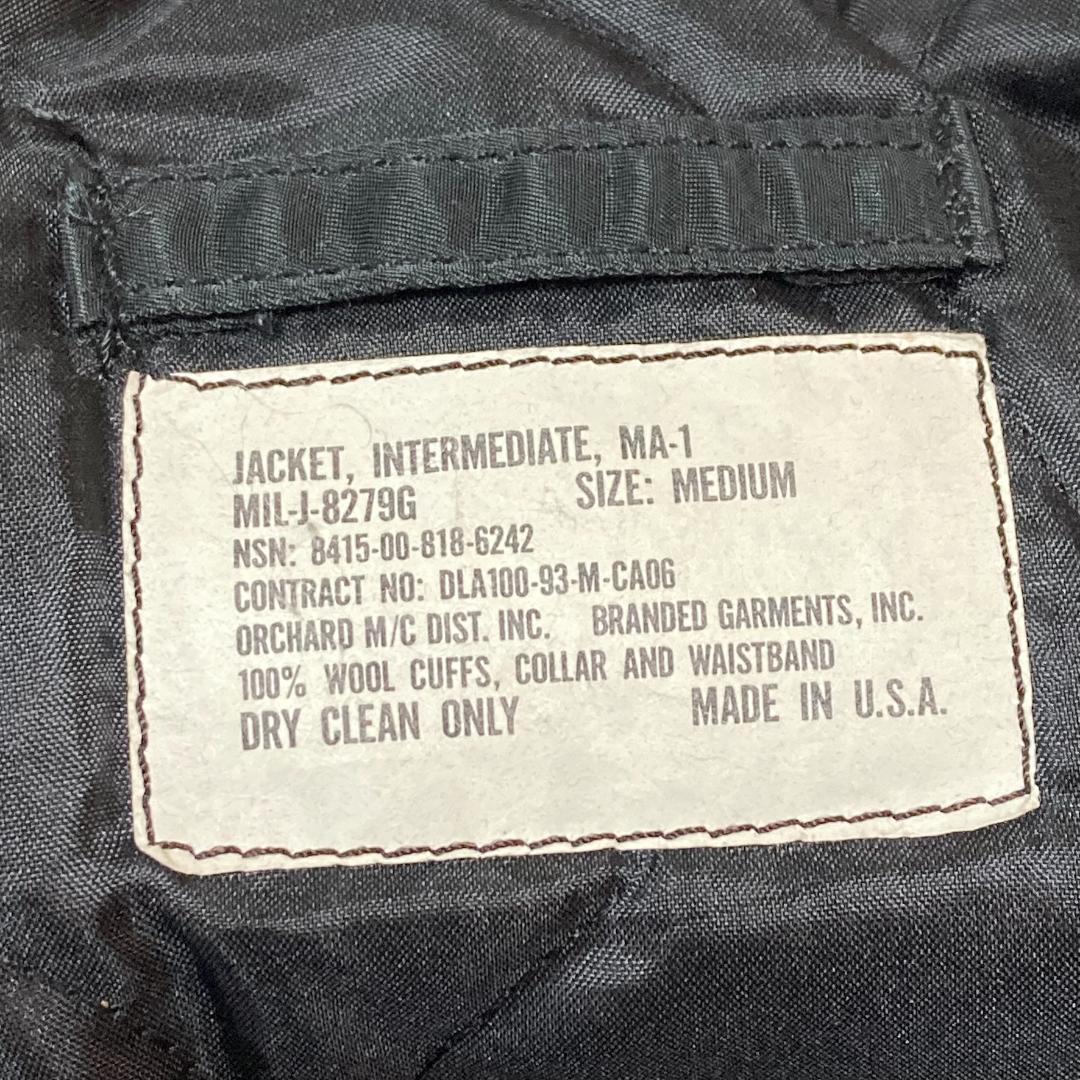 JACKET, INTERMEDIATE, MA-1
MIL-J-8279G SIZE: MEDIUM
NSN: 8415-00-818-6242
CONTRACT NO: DLA100-93-M-CA06
ORCHARD M/C DIST. INC. BRANDED GARMENTS, INC.
100% WOOL CUFFS, COLLAR AND WAISTBAND
DRY CLEAN ONLY MADE IN U.S.A.